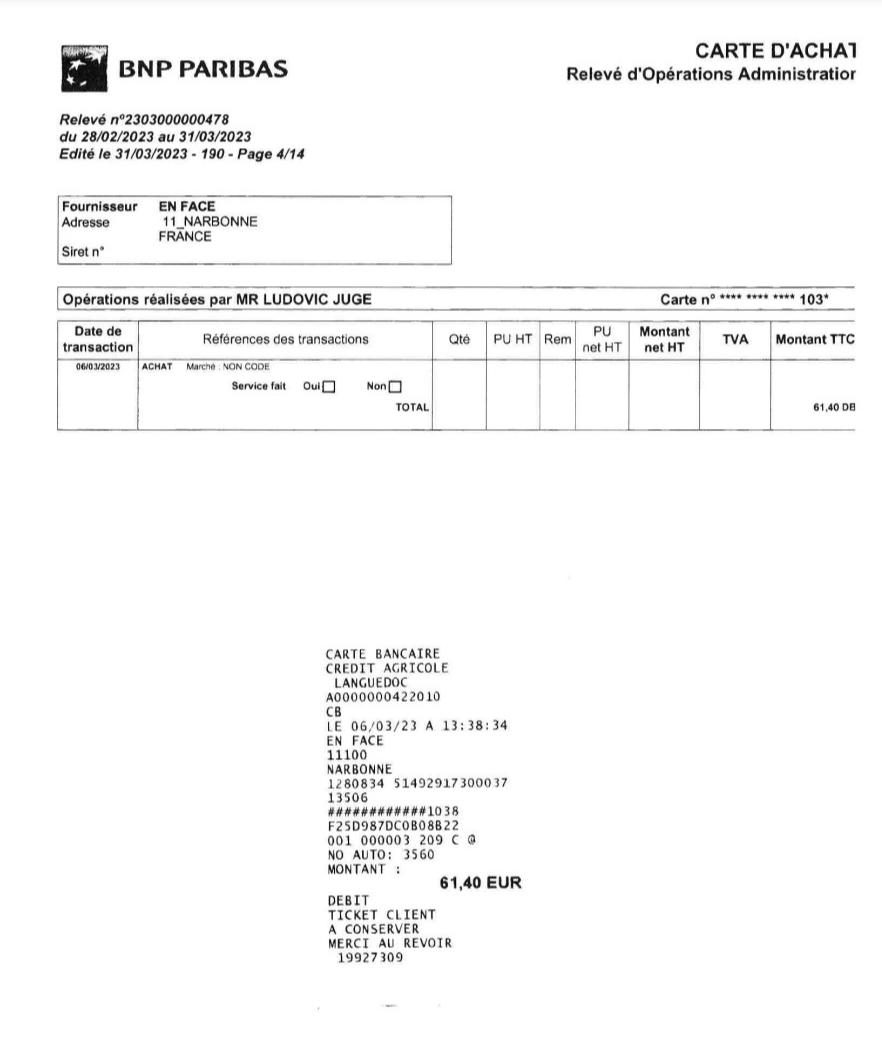 BNP PARIBAS
CARTE D'ACHAT
Relevé d'Opérations Administration
Relevé n°2303000000478
du 28/02/2023 au 31/03/2023
Edité le 31/03/2023 - 190 - Page 4/14
Fournisseur EN FACE
Adresse 11_NARBONNE
FRANCE
Siret n°
Opérations réalisées par MR LUDOVIC JUGE Carte n° **** **** **** 103*
Date de transaction Références des transactions Qté PU HT Rem PU net HT Montant net HT TVA Montant TTC
06/03/2023 ACHAT Marché : NON CODE
Service fait Oui Non
TOTAL 61,40 DB
CARTE BANCAIRE
CREDIT AGRICOLE
LANGUEDOC
A0000000422010
CB
LE 06/03/23 A 13:38:34
EN FACE
11100
NARBONNE
1280834 51492917300037
13506
############1038
F25D987DC0B08B22
001 000003 209 C @
NO AUTO: 3560
MONTANT :
61,40 EUR
DEBIT
TICKET CLIENT
A CONSERVER
MERCI AU REVOIR
19927309